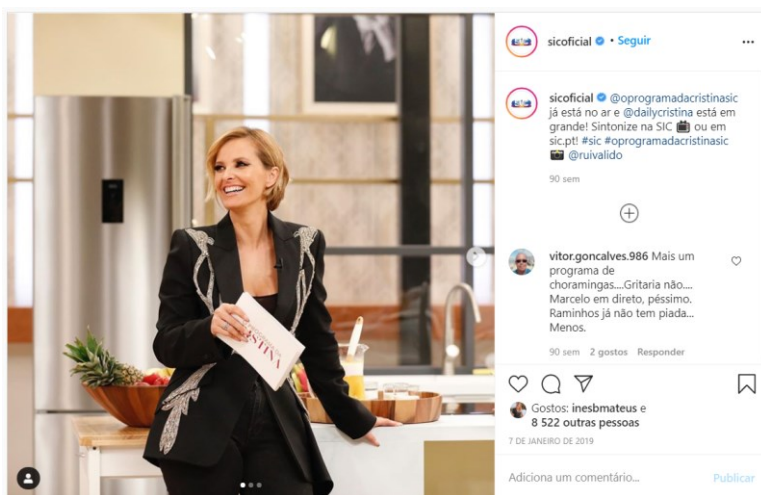 sicoficial • Seguir
sicoficial @oprogramadacristinasic
já está no ar e @dailycristina está em
grande! Sintonize na SIC 📺 ou em
sic.pt! #sic #oprogramadacristinasic
📸 @ruivalido
90 sem
vitor.goncalves.986 Mais um
programa de
choramingas....Gritaria não....
Marcelo em direto, péssimo.
Raminhos já não tem piada...
Menos.
90 sem 2 gostos Responder
Gostos: inesbmateus e
8 522 outras pessoas
7 DE JANEIRO DE 2019
Adiciona um comentário... Publicar